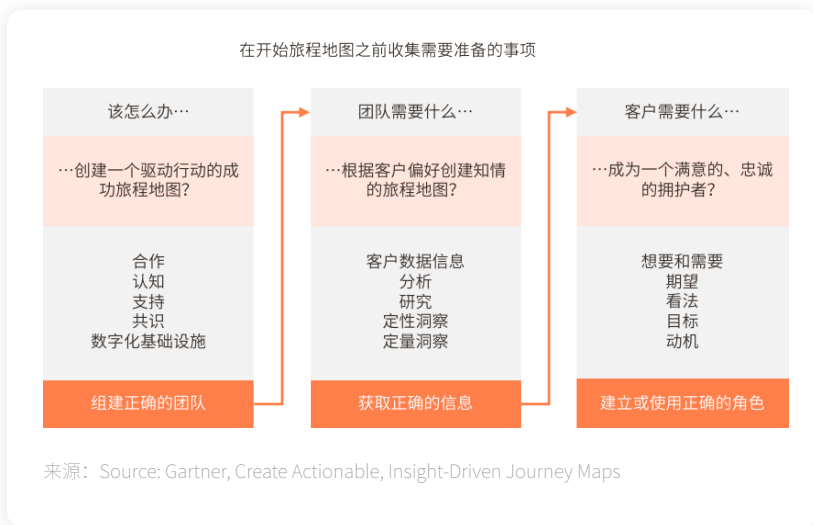 在开始旅程地图之前收集需要准备的事项
该怎么办…
…创建一个驱动行动的成
功旅程地图？
合作
认知
支持
共识
数字化基础设施
组建正确的团队
团队需要什么…
…根据客户偏好创建知情
的旅程地图？
客户数据信息
分析
研究
定性洞察
定量洞察
获取正确的信息
客户需要什么…
…成为一个满意的、忠诚
的拥护者？
想要和需要
期望
看法
目标
动机
建立或使用正确的角色
来源：Source: Gartner, Create Actionable, Insight-Driven Journey Maps